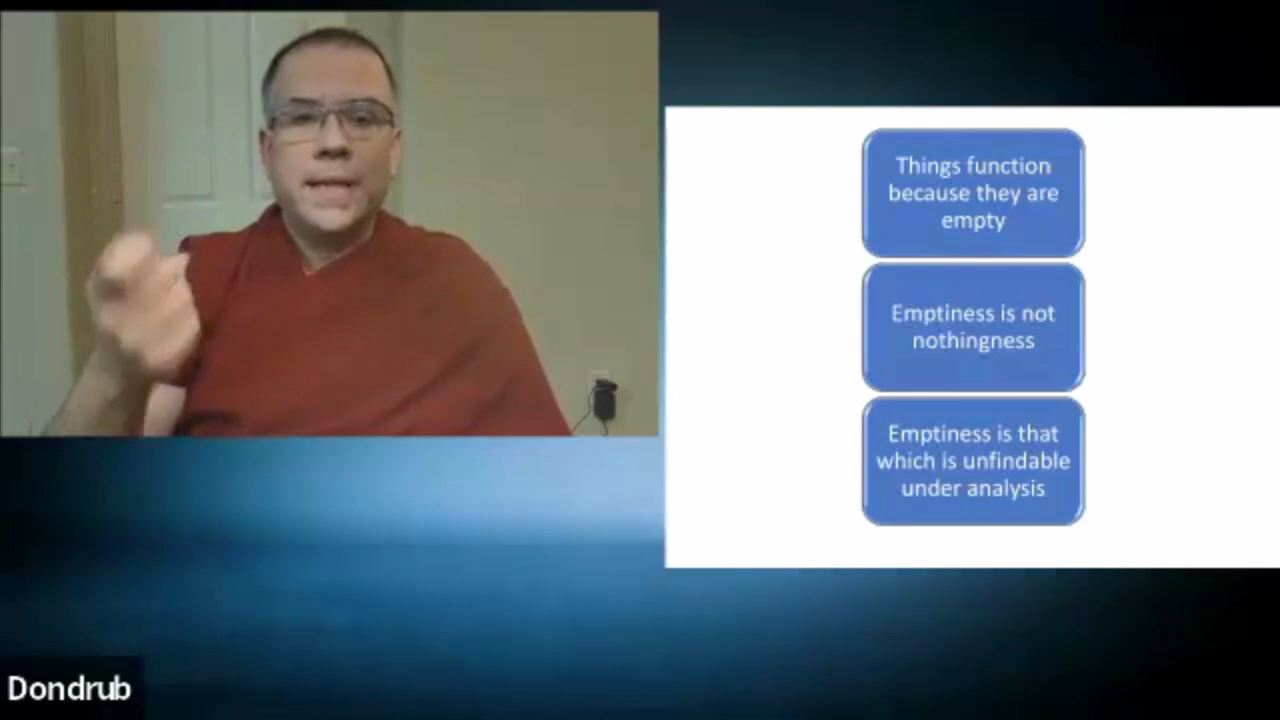 Things function
because they are
empty
Emptiness is not
nothingness
Emptiness is that
which is unfindable
under analysis
Dondrub